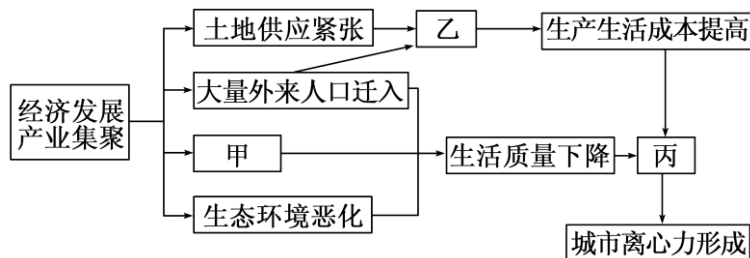 土地供应紧张
乙
生产生活成本提高
大量外来人口迁入
经济发展
产业集聚
甲
生活质量下降
丙
生态环境恶化
城市离心力形成